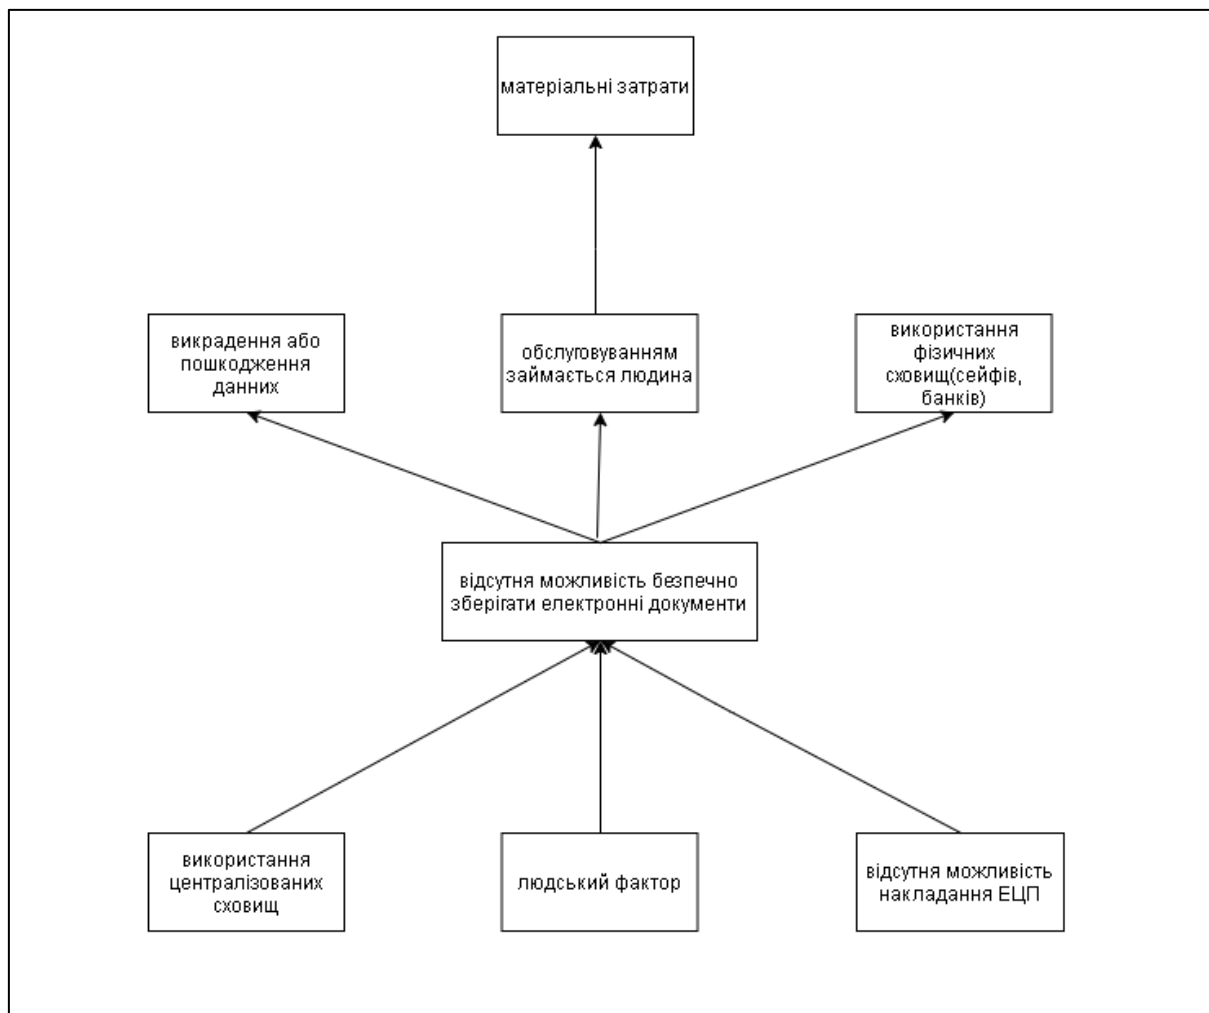 матеріальні затрати
викрадення або
пошкодження
данних
обслуговуванням
займається людина
використання
фізичних
сховищ(сейфів,
банків)
відсутня можливість безпечно
зберігати електронні документи
використання
централізованих
сховищ
людський фактор
відсутня можливість
накладання ЕЦП